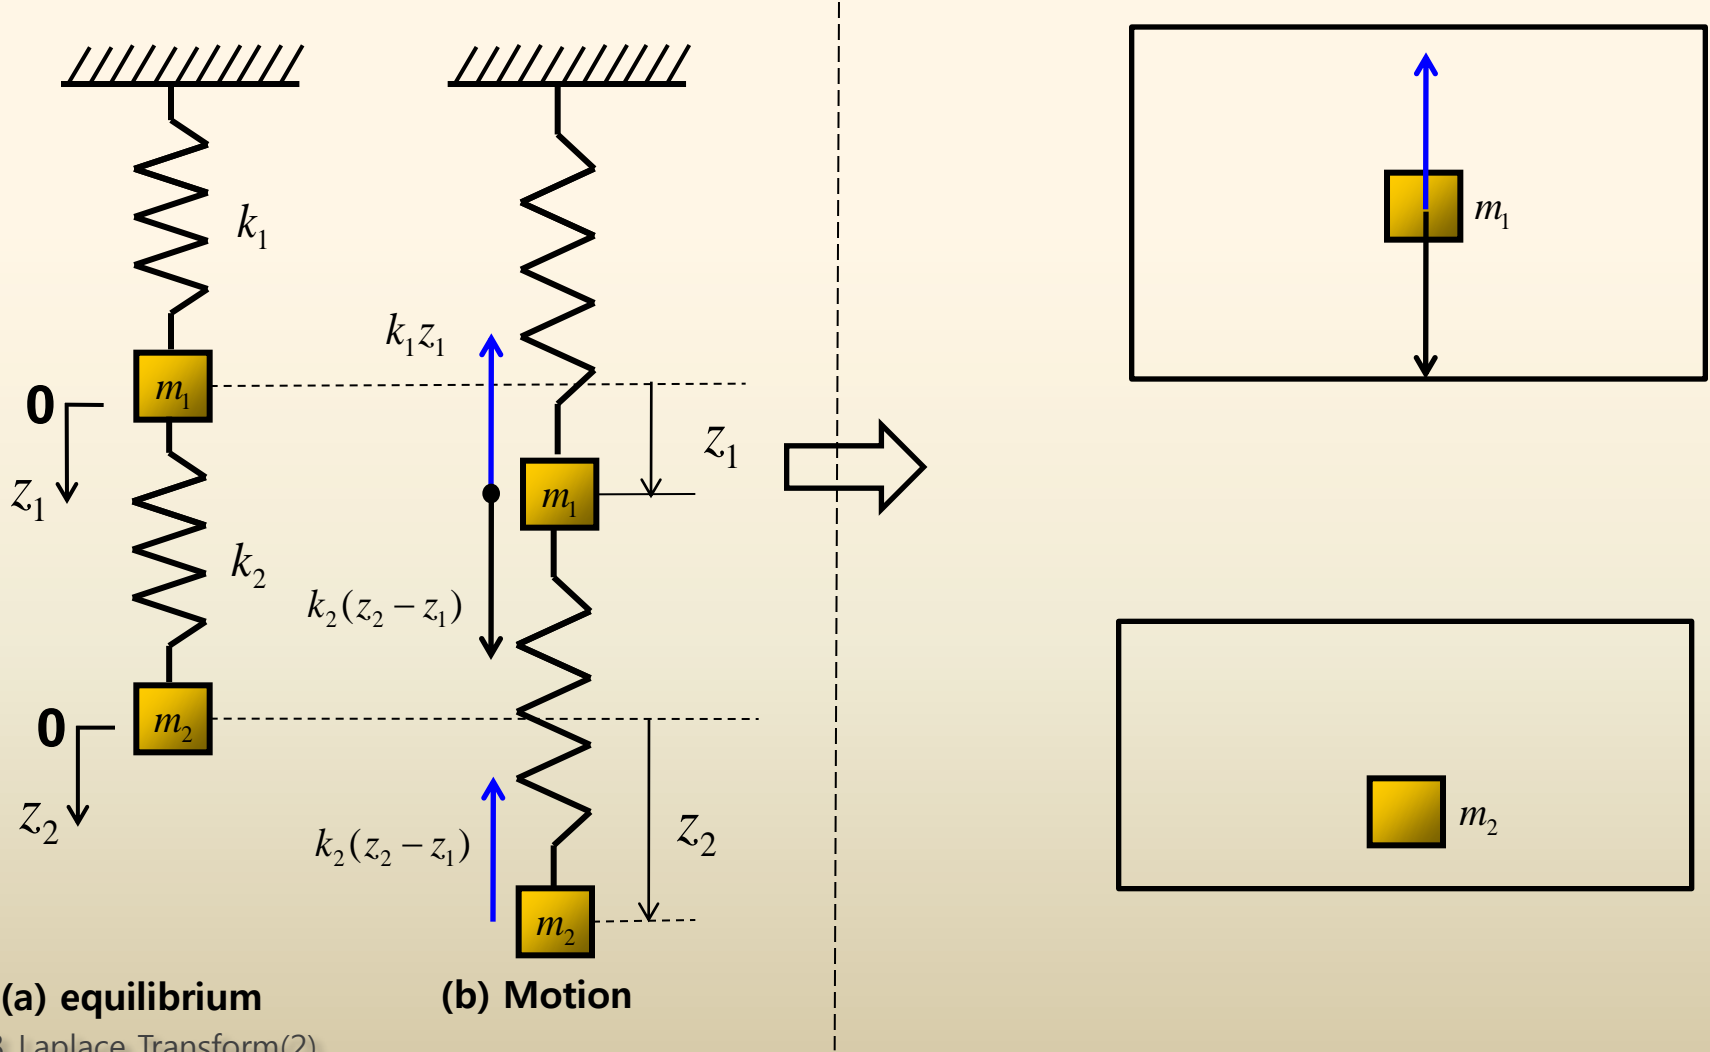 k₁
k₁z₁
0
m₁
z₁
z₁
m₁
m₁
k₂
k₂(z₂ − z₁)
0
m₂
z₂
k₂(z₂ − z₁)
z₂
m₂
m₂
(a) equilibrium
(b) Motion
Laplace Transform(2)